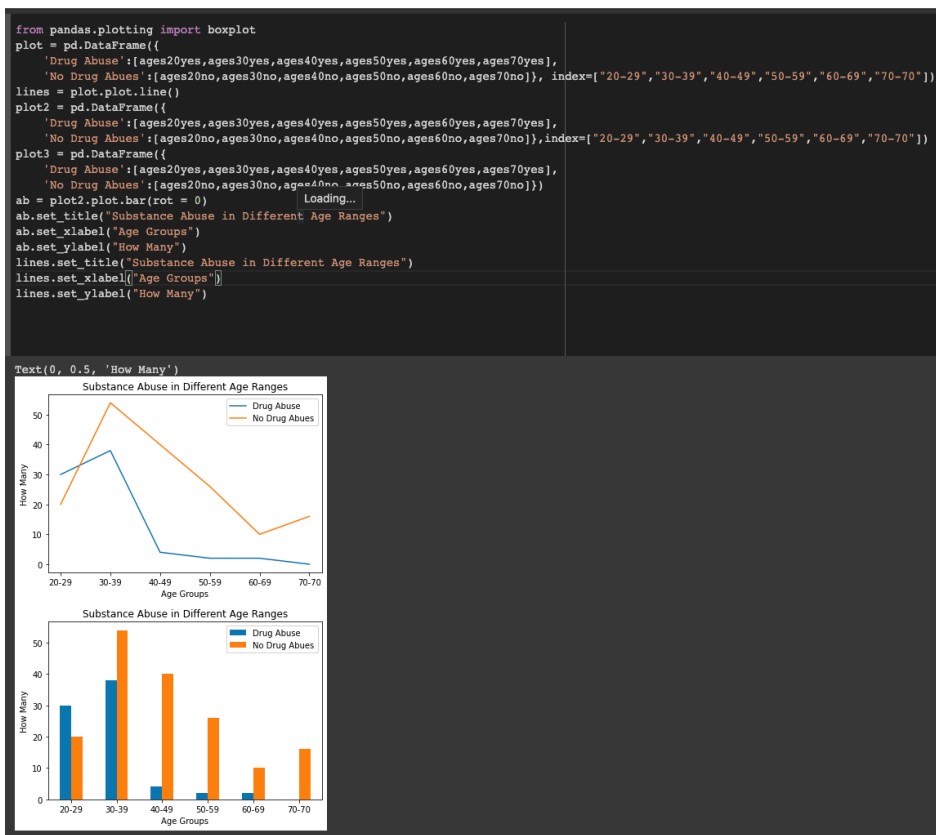 from pandas.plotting import boxplot
plot = pd.DataFrame({
    'Drug Abuse':[ages20yes,ages30yes,ages40yes,ages50yes,ages60yes,ages70yes],
    'No Drug Abues':[ages20no,ages30no,ages40no,ages50no,ages60no,ages70no]}, index=["20-29","30-39","40-49","50-59","60-69","70-70"])
lines = plot.plot.line()
plot2 = pd.DataFrame({
    'Drug Abuse':[ages20yes,ages30yes,ages40yes,ages50yes,ages60yes,ages70yes],
    'No Drug Abues':[ages20no,ages30no,ages40no,ages50no,ages60no,ages70no]},index=["20-29","30-39","40-49","50-59","60-69","70-70"])
plot3 = pd.DataFrame({
    'Drug Abuse':[ages20yes,ages30yes,ages40yes,ages50yes,ages60yes,ages70yes],
    'No Drug Abues':[ages20no,ages30no,ages40no,ages50no,ages60no,ages70no]})
ab = plot2.plot.bar(rot = 0)
Loading...
ab.set_title("Substance Abuse in Different Age Ranges")
ab.set_xlabel("Age Groups")
ab.set_ylabel("How Many")
lines.set_title("Substance Abuse in Different Age Ranges")
lines.set_xlabel("Age Groups")
lines.set_ylabel("How Many")
Text(0, 0.5, 'How Many')
Substance Abuse in Different Age Ranges
Drug Abuse
No Drug Abues
50
40
30
20
10
0
How Many
20-29 30-39 40-49 50-59 60-69 70-70
Age Groups
Substance Abuse in Different Age Ranges
Drug Abuse
No Drug Abues
50
40
30
20
10
0
How Many
20-29 30-39 40-49 50-59 60-69 70-70
Age Groups